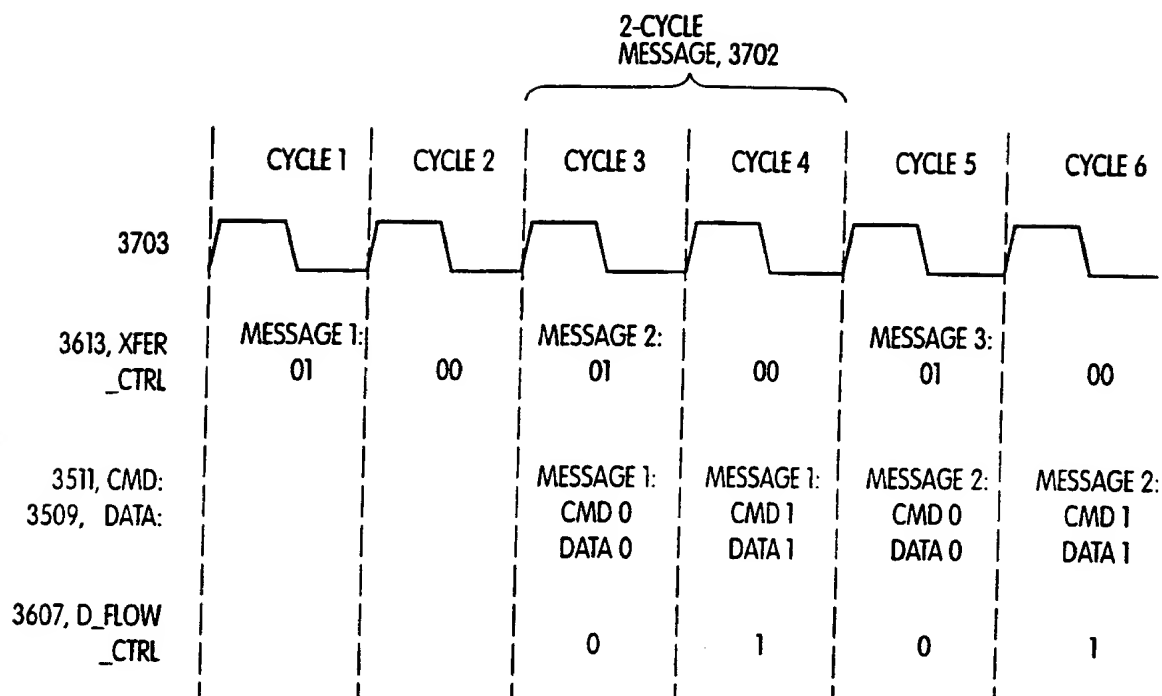 2-CYCLE
MESSAGE, 3702
CYCLE 1 CYCLE 2 CYCLE 3 CYCLE 4 CYCLE 5 CYCLE 6
3703
3613, XFER
_CTRL
MESSAGE 1: MESSAGE 2: MESSAGE 3:
01 00 01 00 01 00
3511, CMD:
3509, DATA:
MESSAGE 1: MESSAGE 1: MESSAGE 2: MESSAGE 2:
CMD 0 CMD 1 CMD 0 CMD 1
DATA 0 DATA 1 DATA 0 DATA 1
3607, D_FLOW
_CTRL
0 1 0 1